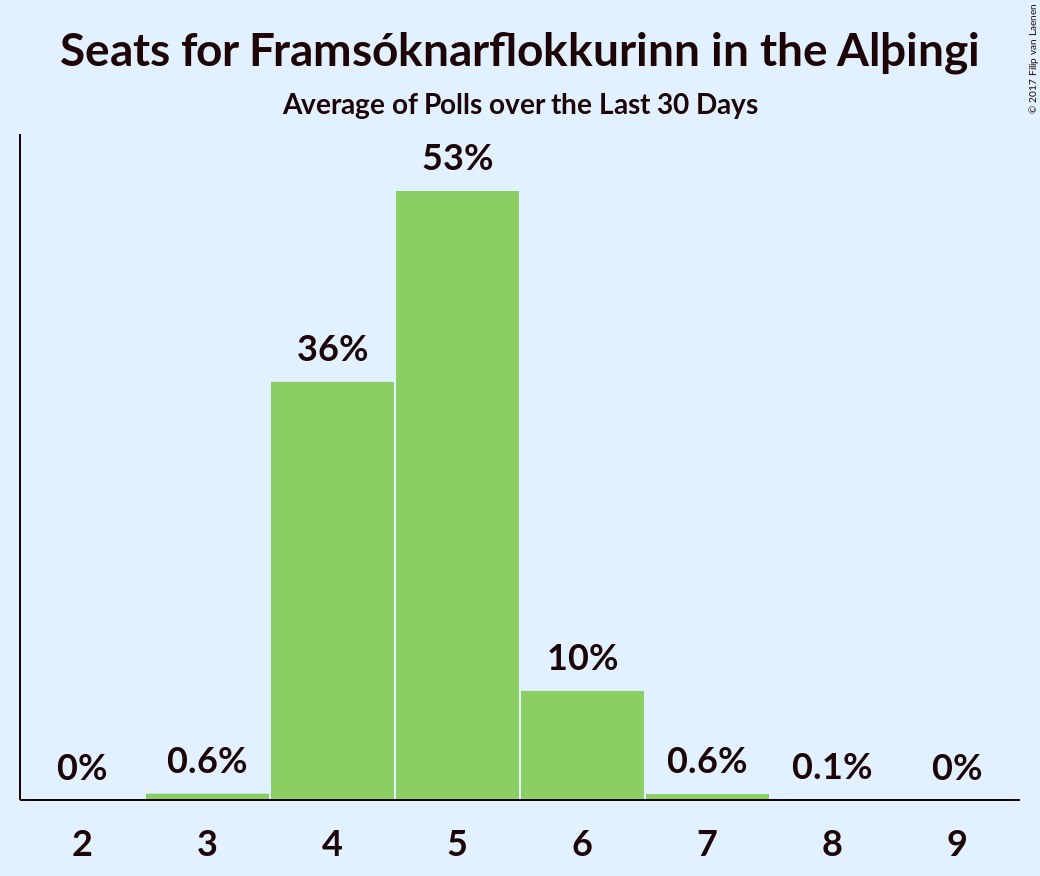 Seats for Framsóknarflokkurinn in the Alþingi
Average of Polls over the Last 30 Days
© 2017 Filip van Laenen
53%
36%
10%
0%
0.6%
0.6%
0.1%
0%
2 3 4 5 6 7 8 9